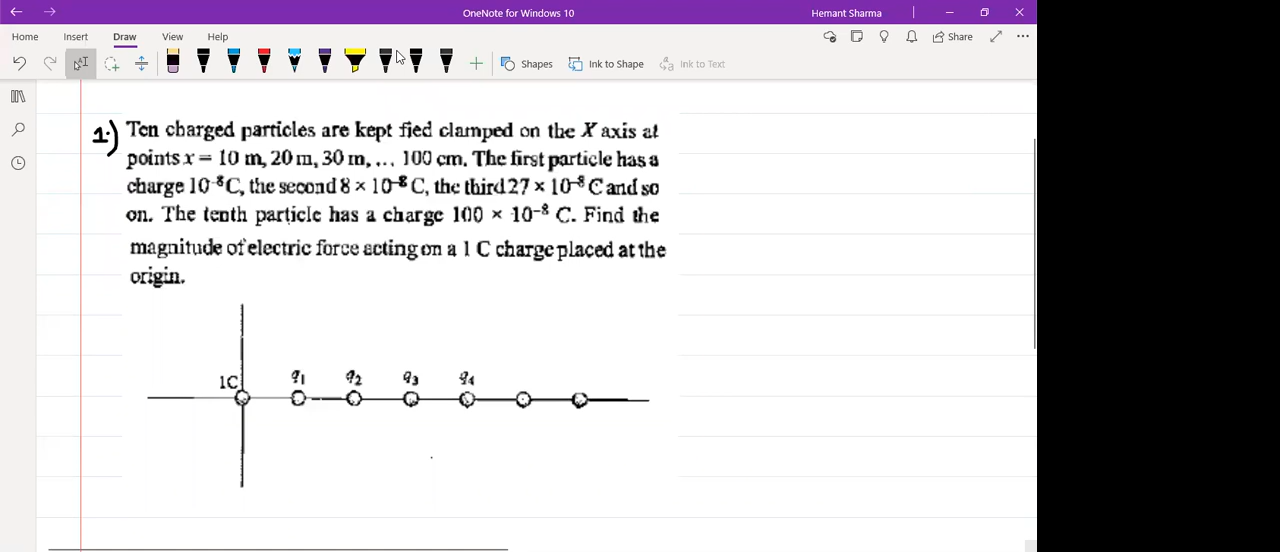 OneNote for Windows 10
Hemant Sharma
Home Insert Draw View Help
Share
Shapes Ink to Shape Ink to Text
1.) Ten charged particles are kept fied clamped on the X axis at
points x = 10 m, 20 m, 30 m, ... 100 cm. The first particle has a
charge 10⁻⁸ C, the second 8 × 10⁻⁸ C, the third 27 × 10⁻⁸ C and so
on. The tenth particle has a charge 100 × 10⁻⁸ C. Find the
magnitude of electric force acting on a 1 C charge placed at the
origin.
1C q₁ q₂ q₃ q₄